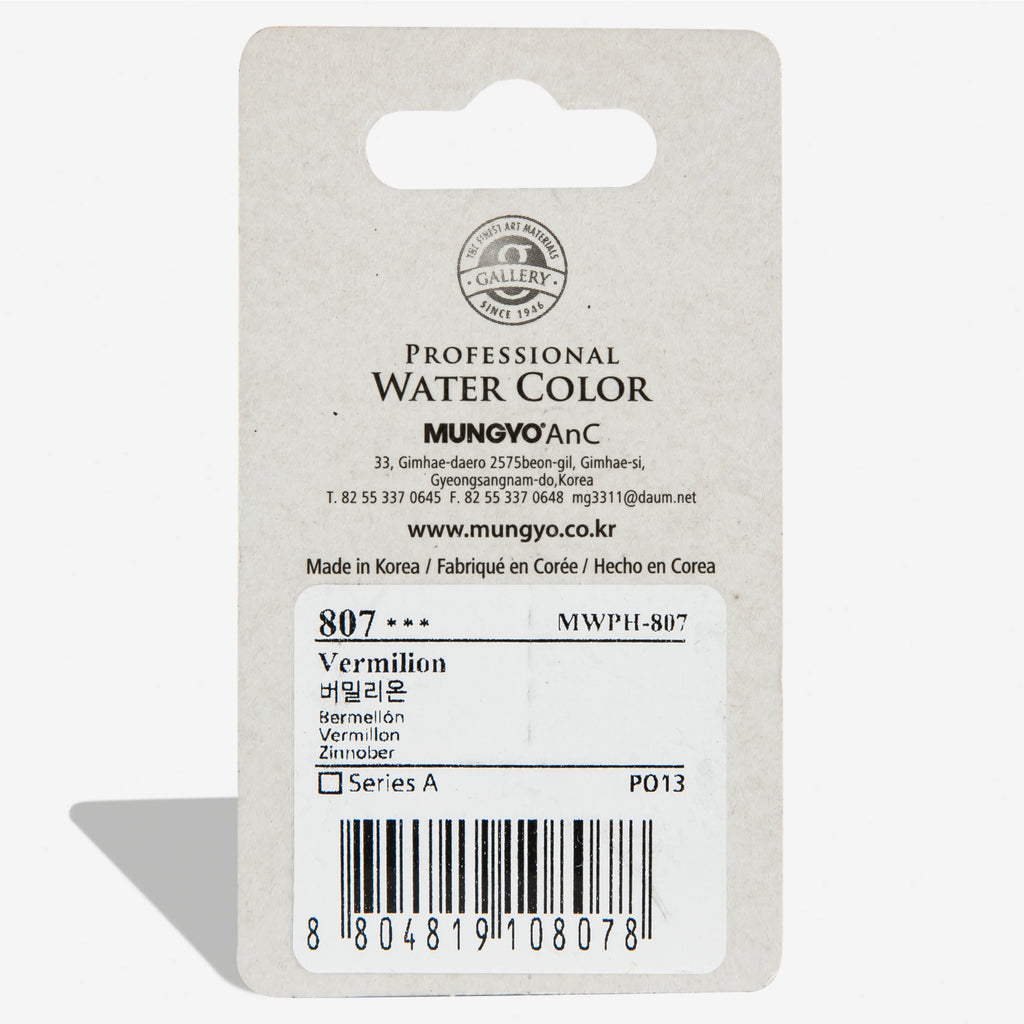 THE FINEST ART MATERIALS
g
· GALLERY ·
SINCE 1946
PROFESSIONAL
WATER COLOR
MUNGYO® AnC
33, Gimhae-daero 2575beon-gil, Gimhae-si,
Gyeongsangnam-do,Korea
T. 82 55 337 0645 F. 82 55 337 0648 mg3311@daum.net
www.mungyo.co.kr
Made in Korea / Fabriqué en Corée / Hecho en Corea
807 *** MWPH-807
Vermilion
버밀리온
Bermellón
Vermillon
Zinnober
□ Series A PO13
8 804819 108078